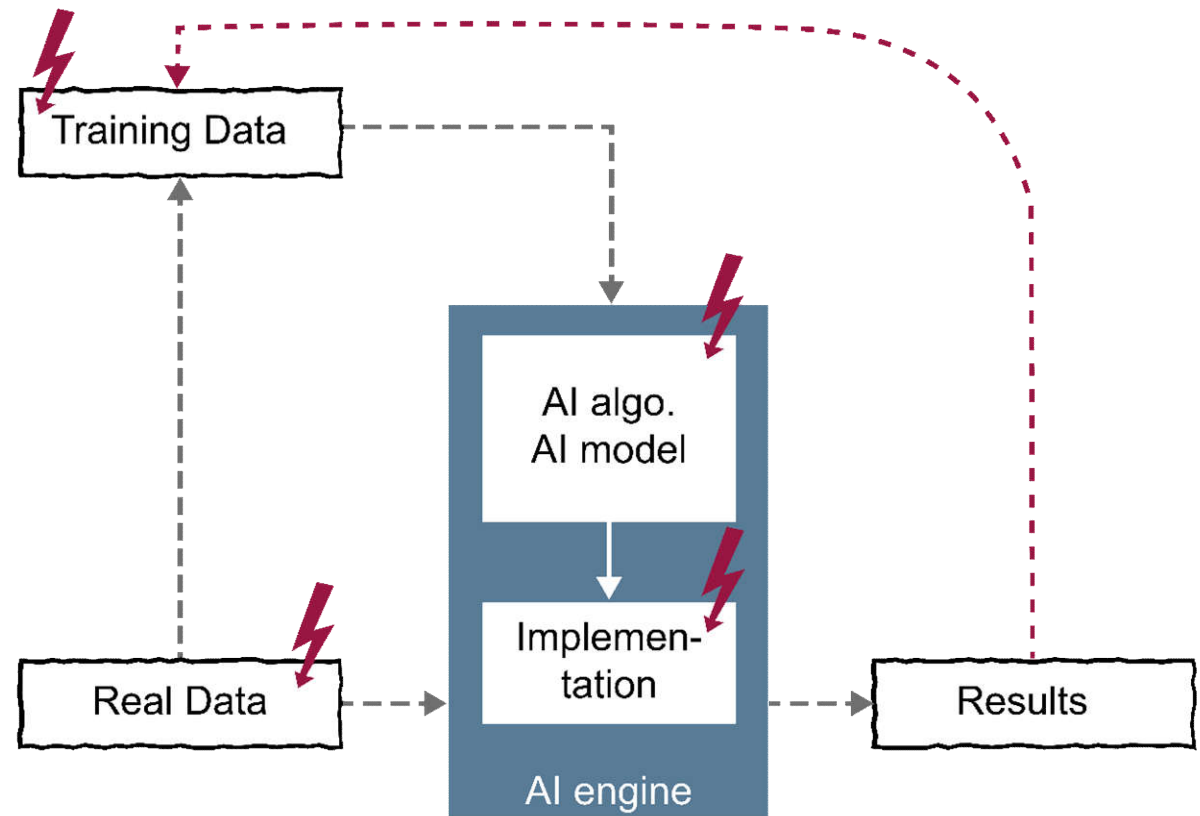 Training Data
AI algo.
AI model
Implemen-
tation
Real Data
Results
AI engine